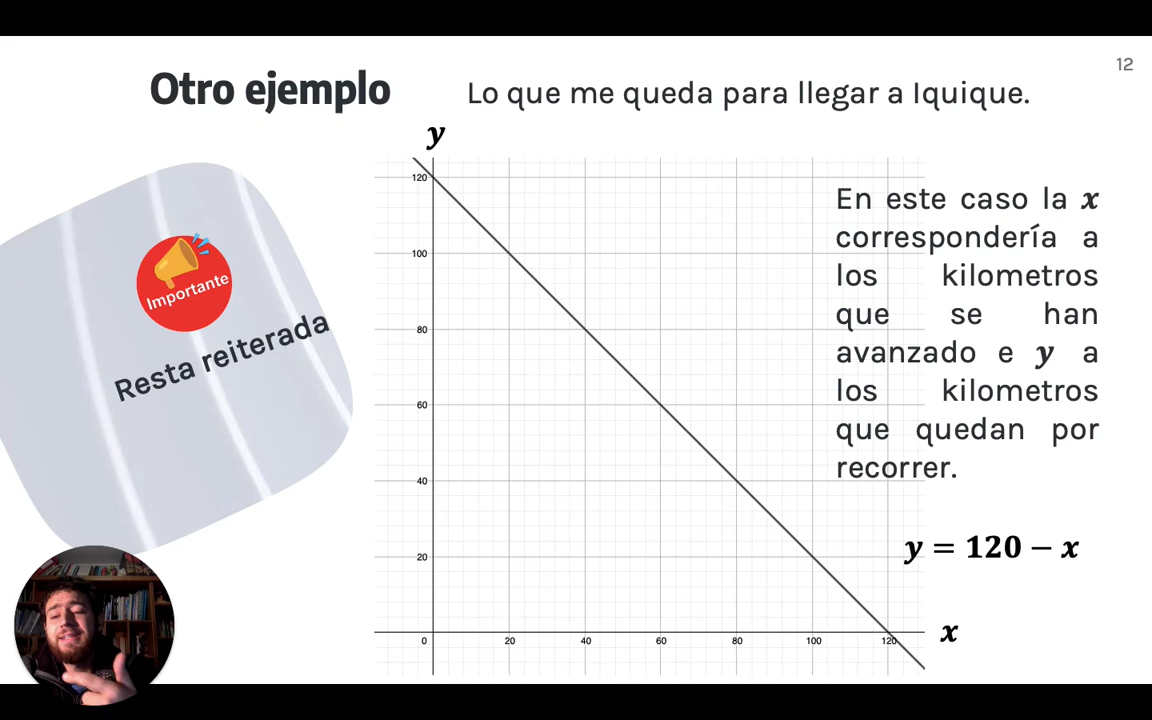 12
Otro ejemplo
Lo que me queda para llegar a Iquique.
y
120
100
80
60
40
20
0
20
40
60
80
100
120
x
Importante
Resta reiterada
En este caso la x
correspondería a
los kilometros
que se han
avanzado e y a
los kilometros
que quedan por
recorrer.
y = 120 − x